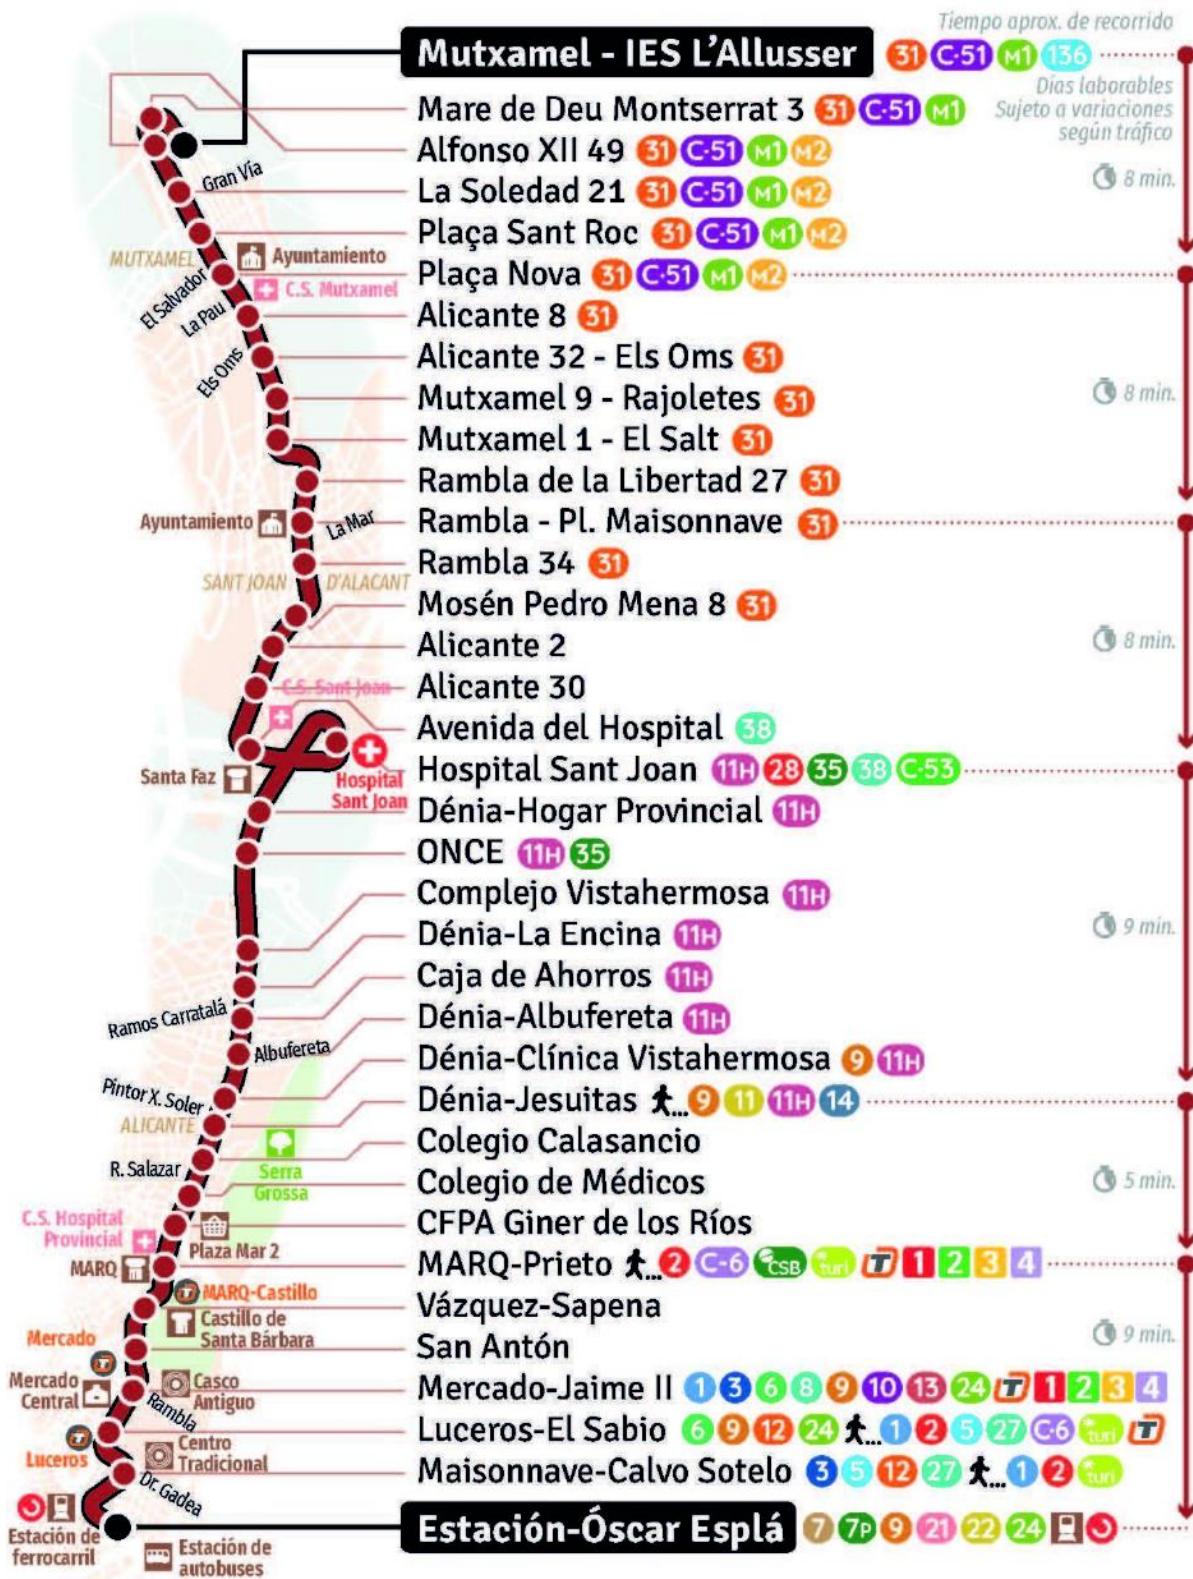 Tiempo aprox. de recorrido
Mutxamel - IES L'Allusser 31 C-51 M1 136
Días laborables
Sujeto a variaciones
según tráfico
Mare de Deu Montserrat 3 31 C-51 M1
Alfonso XII 49 31 C-51 M1 M2
8 min.
Gran Vía
La Soledad 21 31 C-51 M1 M2
Plaça Sant Roc 31 C-51 M1 M2
MUTXAMEL
Ayuntamiento
Plaça Nova 31 C-51 M1 M2
El Salvador
C.S. Mutxamel
La Pau
Alicante 8 31
Els Oms
Alicante 32 - Els Oms 31
8 min.
Mutxamel 9 - Rajoletes 31
Mutxamel 1 - El Salt 31
Rambla de la Libertad 27 31
Ayuntamiento
La Mar
Rambla - Pl. Maisonnave 31
Rambla 34 31
SANT JOAN D'ALACANT
Mosén Pedro Mena 8 31
Alicante 2
8 min.
C.S. Sant Joan
Alicante 30
Avenida del Hospital 38
Santa Faz
Hospital
Sant Joan
Hospital Sant Joan 11H 28 35 38 C-53
Dénia-Hogar Provincial 11H
ONCE 11H 35
Complejo Vistahermosa 11H
Dénia-La Encina 11H
9 min.
Caja de Ahorros 11H
Ramos Carratalá
Dénia-Albufereta 11H
Albufereta
Dénia-Clínica Vistahermosa 9 11H
Pintor X. Soler
Dénia-Jesuitas ... 9 11 11H 14
ALICANTE
Colegio Calasancio
R. Salazar
Serra
Grossa
Colegio de Médicos
5 min.
C.S. Hospital
Provincial
CFPA Giner de los Ríos
Plaza Mar 2
MARQ
MARQ-Prieto ... 2 C-6 CSB turi T 1 2 3 4
MARQ-Castillo
Vázquez-Sapena
Castillo de
Santa Bárbara
9 min.
Mercado
San Antón
Mercado
Central
Casco
Antiguo
Mercado-Jaime II 1 3 6 8 9 10 13 24 T 1 2 3 4
Rambla
Luceros-El Sabio 6 9 12 24 ... 1 2 5 27 C-6 turi T
Luceros
Centro
Tradicional
Maisonnave-Calvo Sotelo 3 5 12 27 ... 1 2 turi
Dr. Gadea
Estación de
ferrocarril
Estación-Óscar Esplá 7 7P 9 21 22 24
Estación de
autobuses